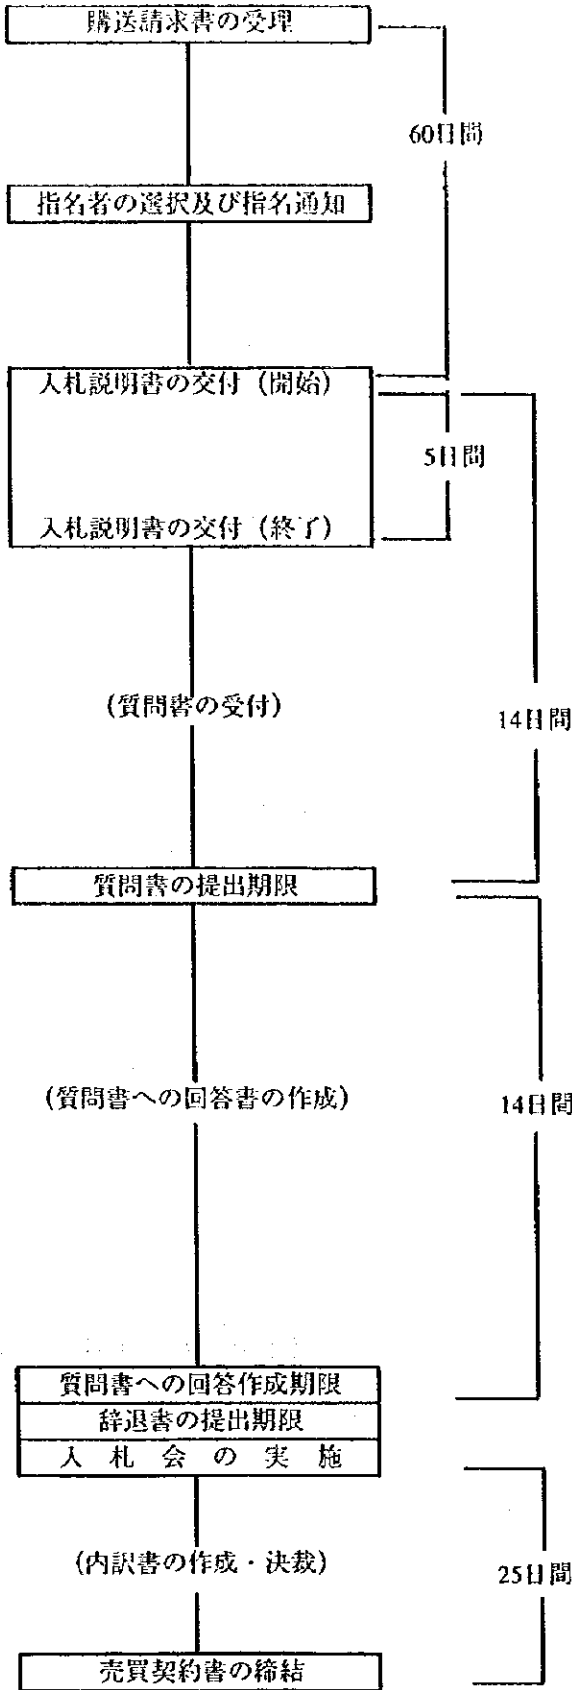 購送請求書の受理
60日間
指名者の選択及び指名通知
入札説明書の交付（開始）
5日間
入札説明書の交付（終了）
(質問書の受付)
14日間
質問書の提出期限
(質問書への回答書の作成)
14日間
質問書への回答作成期限
辞退書の提出期限
入札会の実施
(内訳書の作成・決裁)
25日間
売買契約書の締結